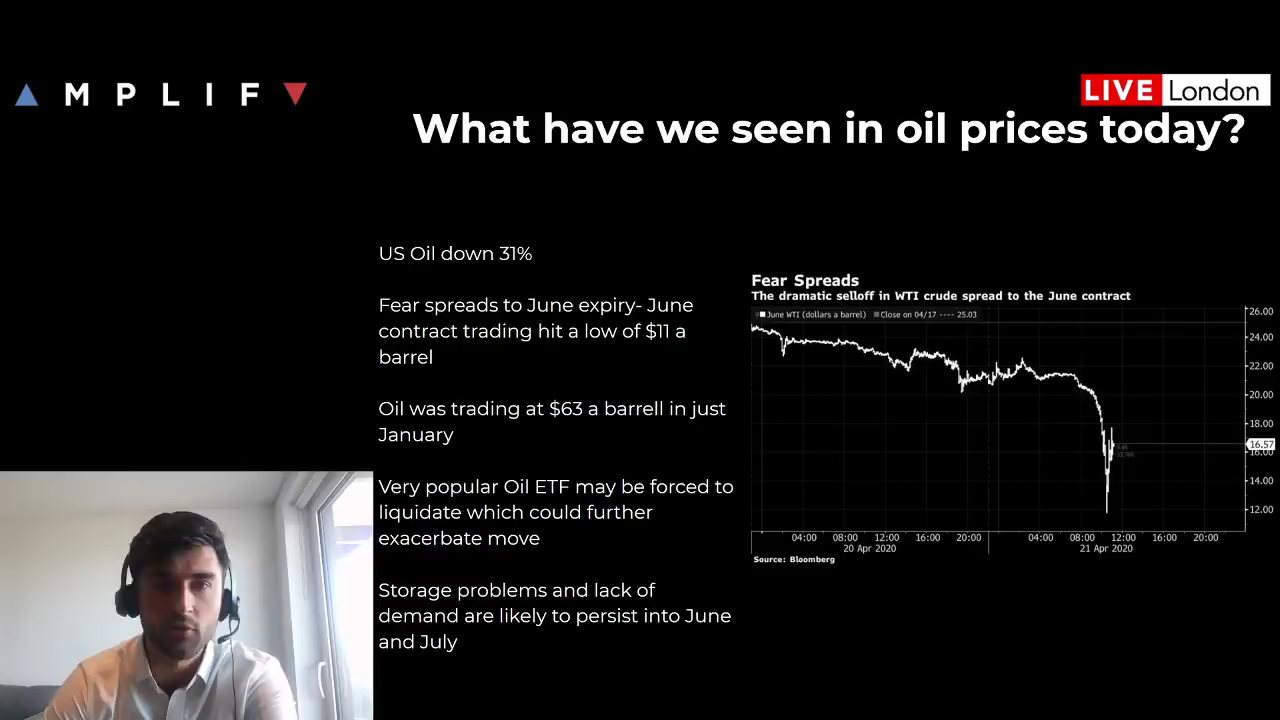 AMPLIFY
LIVE London
What have we seen in oil prices today?
US Oil down 31%
Fear spreads to June expiry- June
contract trading hit a low of $11 a
barrel
Oil was trading at $63 a barrell in just
January
Very popular Oil ETF may be forced to
liquidate which could further
exacerbate move
Storage problems and lack of
demand are likely to persist into June
and July
Fear Spreads
The dramatic selloff in WTI crude spread to the June contract
June WTI (dollars a barrel) Close on 04/17 ---- 25.03
26.00
24.00
22.00
20.00
18.00
16.57
16.00
14.00
12.00
04:00 08:00 12:00 16:00 20:00 04:00 08:00 12:00 16:00 20:00
20 Apr 2020 21 Apr 2020
Source: Bloomberg